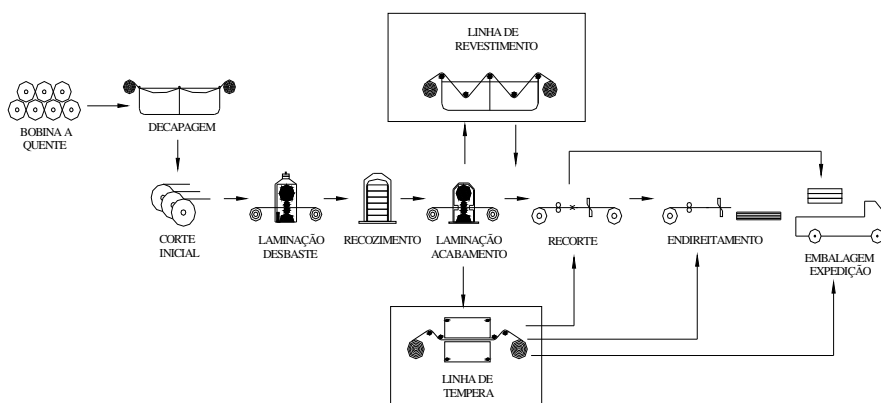 LINHA DE
REVESTIMENTO
BOBINA A
QUENTE
DECAPAGEM
CORTE
INICIAL
LAMINAÇÃO
DESBASTE
RECOZIMENTO
LAMINAÇÃO
ACABAMENTO
RECORTE
ENDIREITAMENTO
EMBALAGEM
EXPEDIÇÃO
LINHA DE
TEMPERA